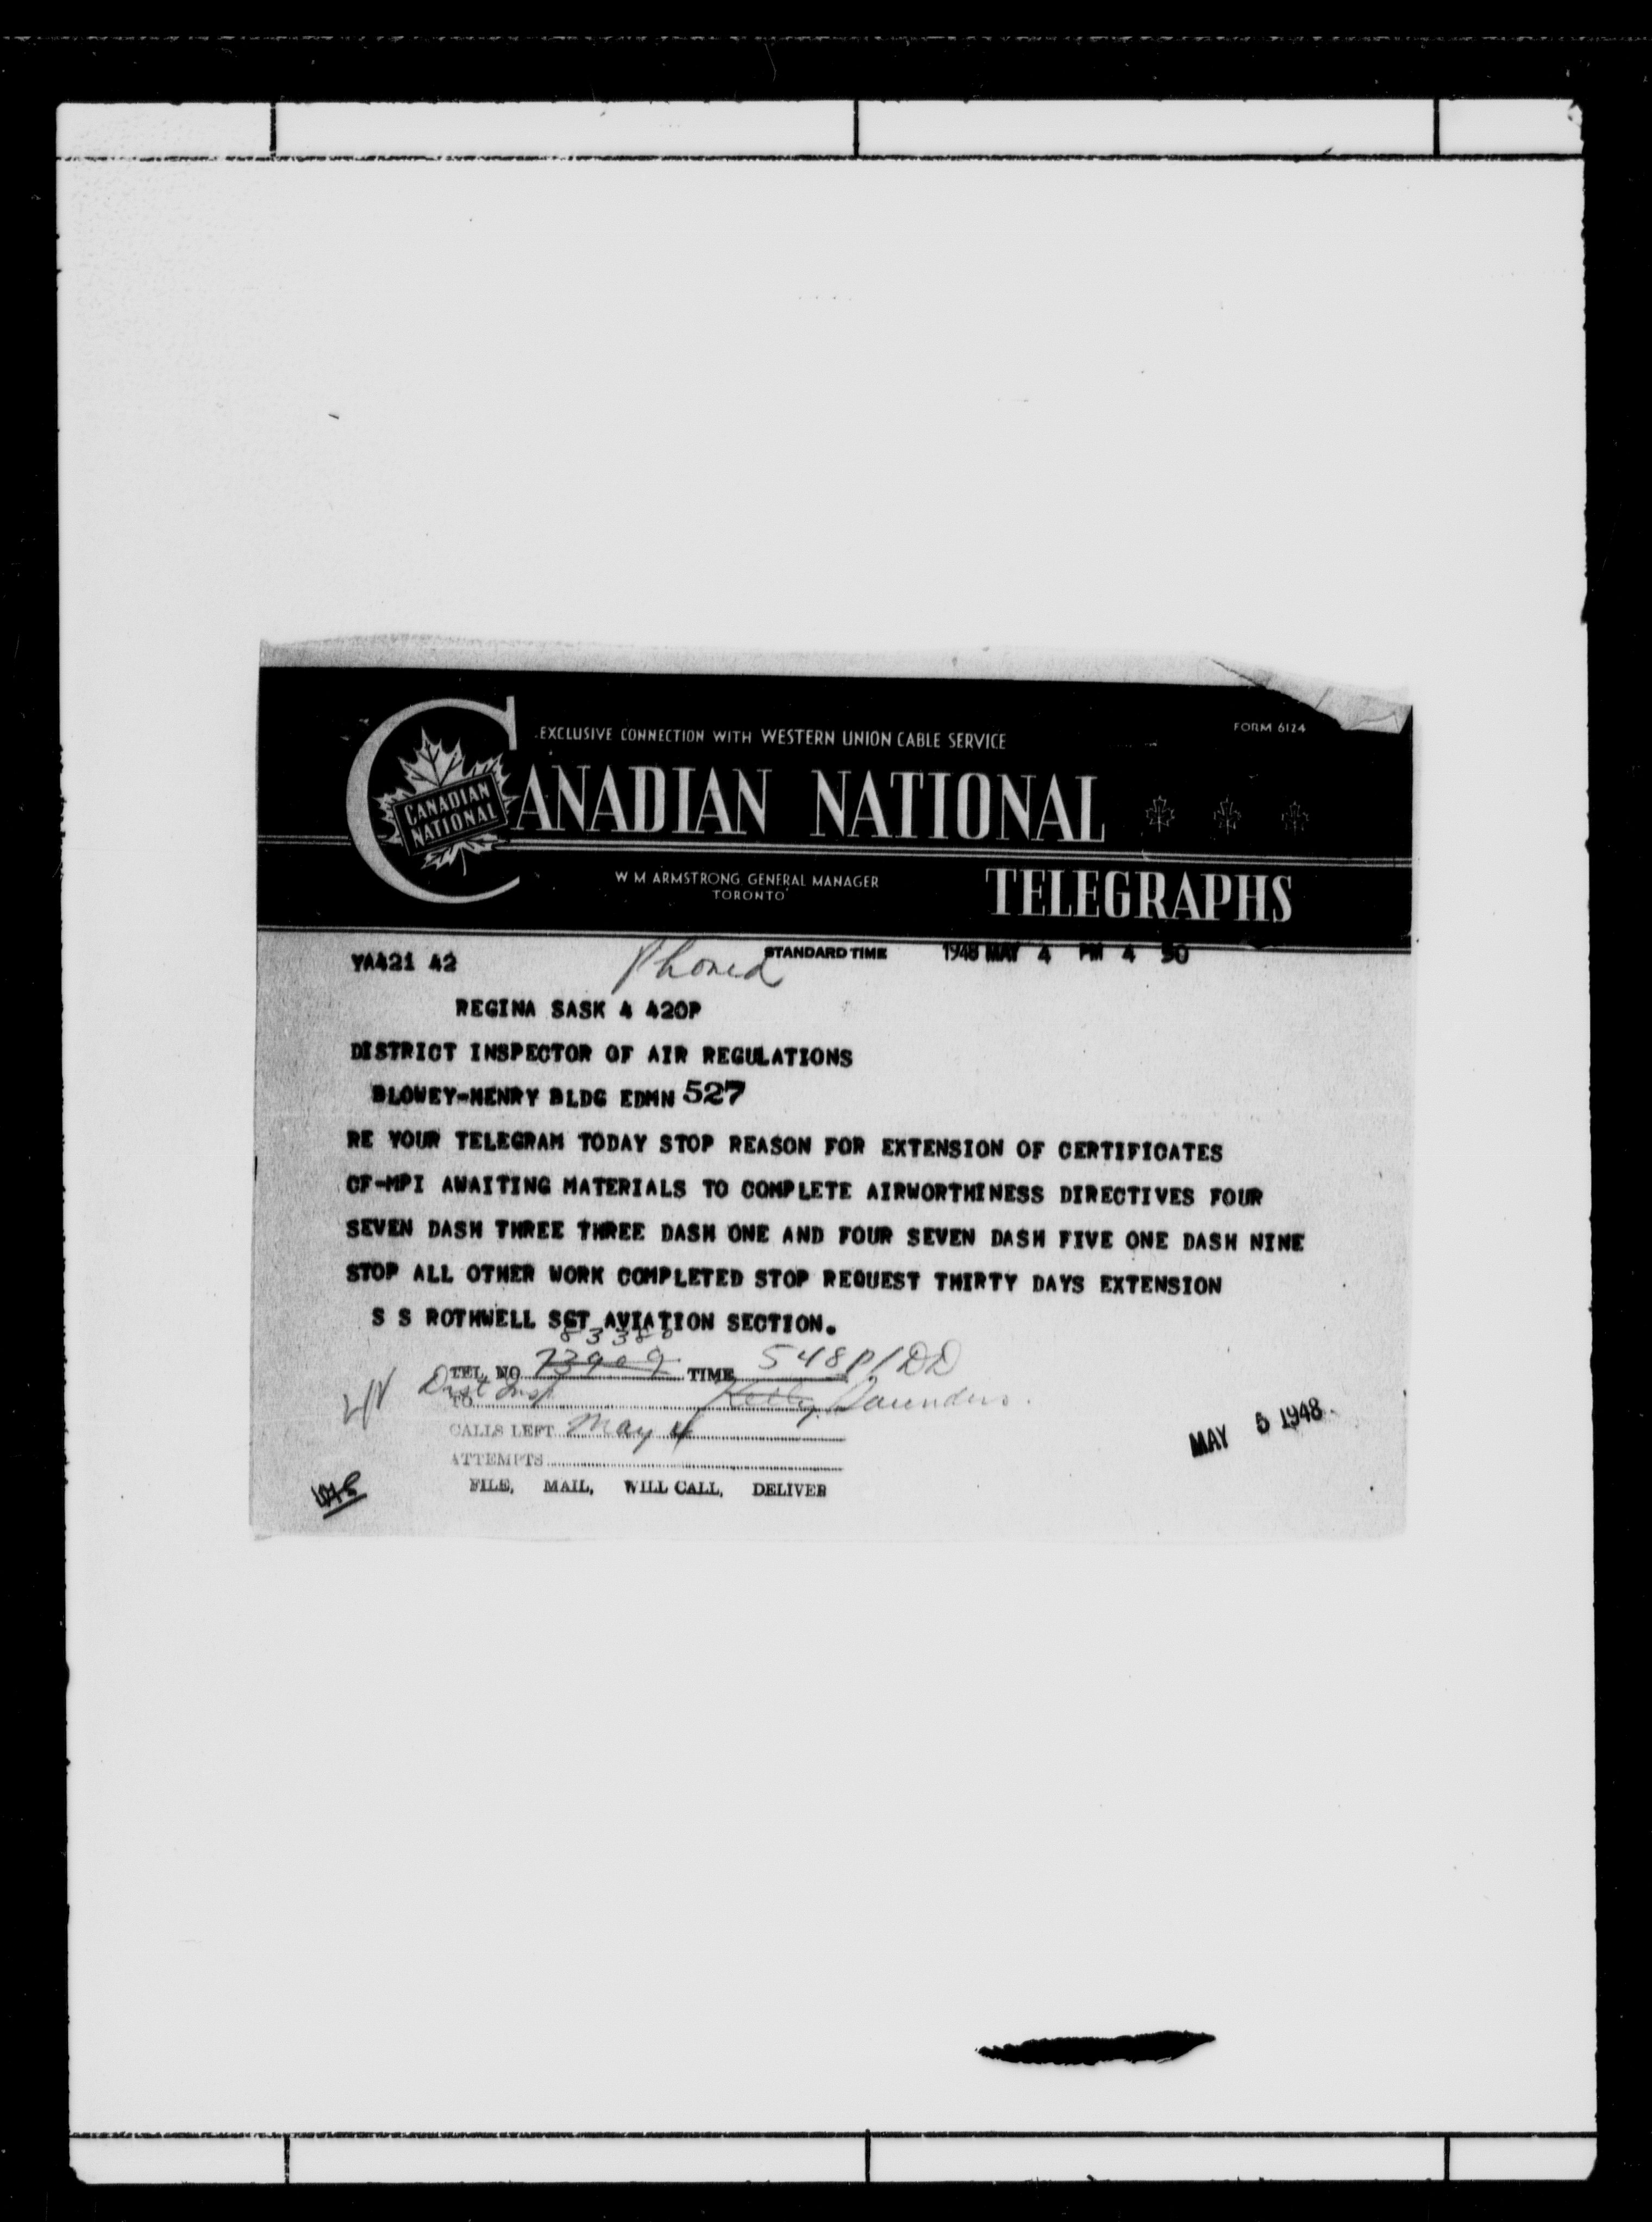 EXCLUSIVE CONNECTION WITH WESTERN UNION CABLE SERVICE
FORM 6124
CANADIAN NATIONAL
CANADIAN NATIONAL
TELEGRAPHS
W M ARMSTRONG GENERAL MANAGER
TORONTO
YA421 42
Phoned
STANDARD TIME 1948 MAY 4 PM 4 50
REGINA SASK 4 420P
DISTRICT INSPECTOR OF AIR REGULATIONS
BLOWEY-HENRY BLDG EDMN 527
RE YOUR TELEGRAM TODAY STOP REASON FOR EXTENSION OF CERTIFICATES
CF-MPI AWAITING MATERIALS TO COMPLETE AIRWORTHINESS DIRECTIVES FOUR
SEVEN DASH THREE THREE DASH ONE AND FOUR SEVEN DASH FIVE ONE DASH NINE
STOP ALL OTHER WORK COMPLETED STOP REQUEST THIRTY DAYS EXTENSION
S S ROTHWELL SGT AVIATION SECTION.
TEL. NO. 73909 TIME 548P/DD
TO Dist Insp Kelly Saunders.
CALLS LEFT May 4
ATTEMPTS
FILE, MAIL, WILL CALL, DELIVER
MAY 5 1948